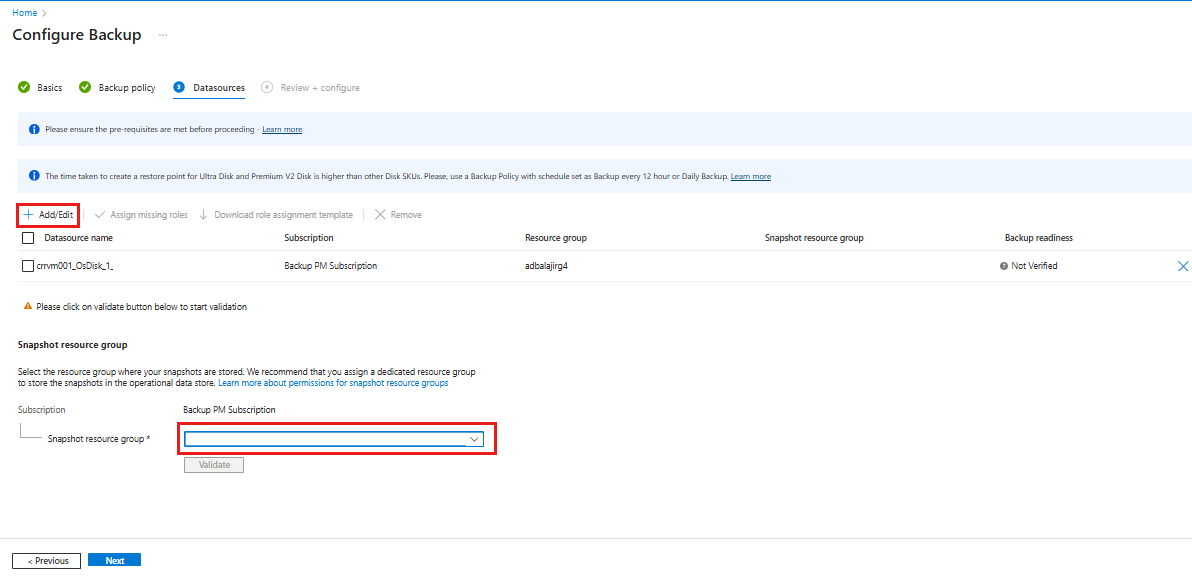 Home >
Configure Backup ...
Basics Backup policy 3 Datasources 4 Review + configure
Please ensure the pre-requisites are met before proceeding - Learn more
The time taken to create a restore point for Ultra Disk and Premium V2 Disk is higher than other Disk SKUs. Please, use a Backup Policy with schedule set as Backup every 12 hour or Daily Backup. Learn more
+ Add/Edit Assign missing roles Download role assignment template Remove
Datasource name Subscription Resource group Snapshot resource group Backup readiness
crrvm001_OsDisk_1_ Backup PM Subscription adbalajirg4 Not Verified
Please click on validate button below to start validation
Snapshot resource group
Select the resource group where your snapshots are stored. We recommend that you assign a dedicated resource group
to store the snapshots in the operational data store. Learn more about permissions for snapshot resource groups
Subscription Backup PM Subscription
Snapshot resource group *
Validate
< Previous Next